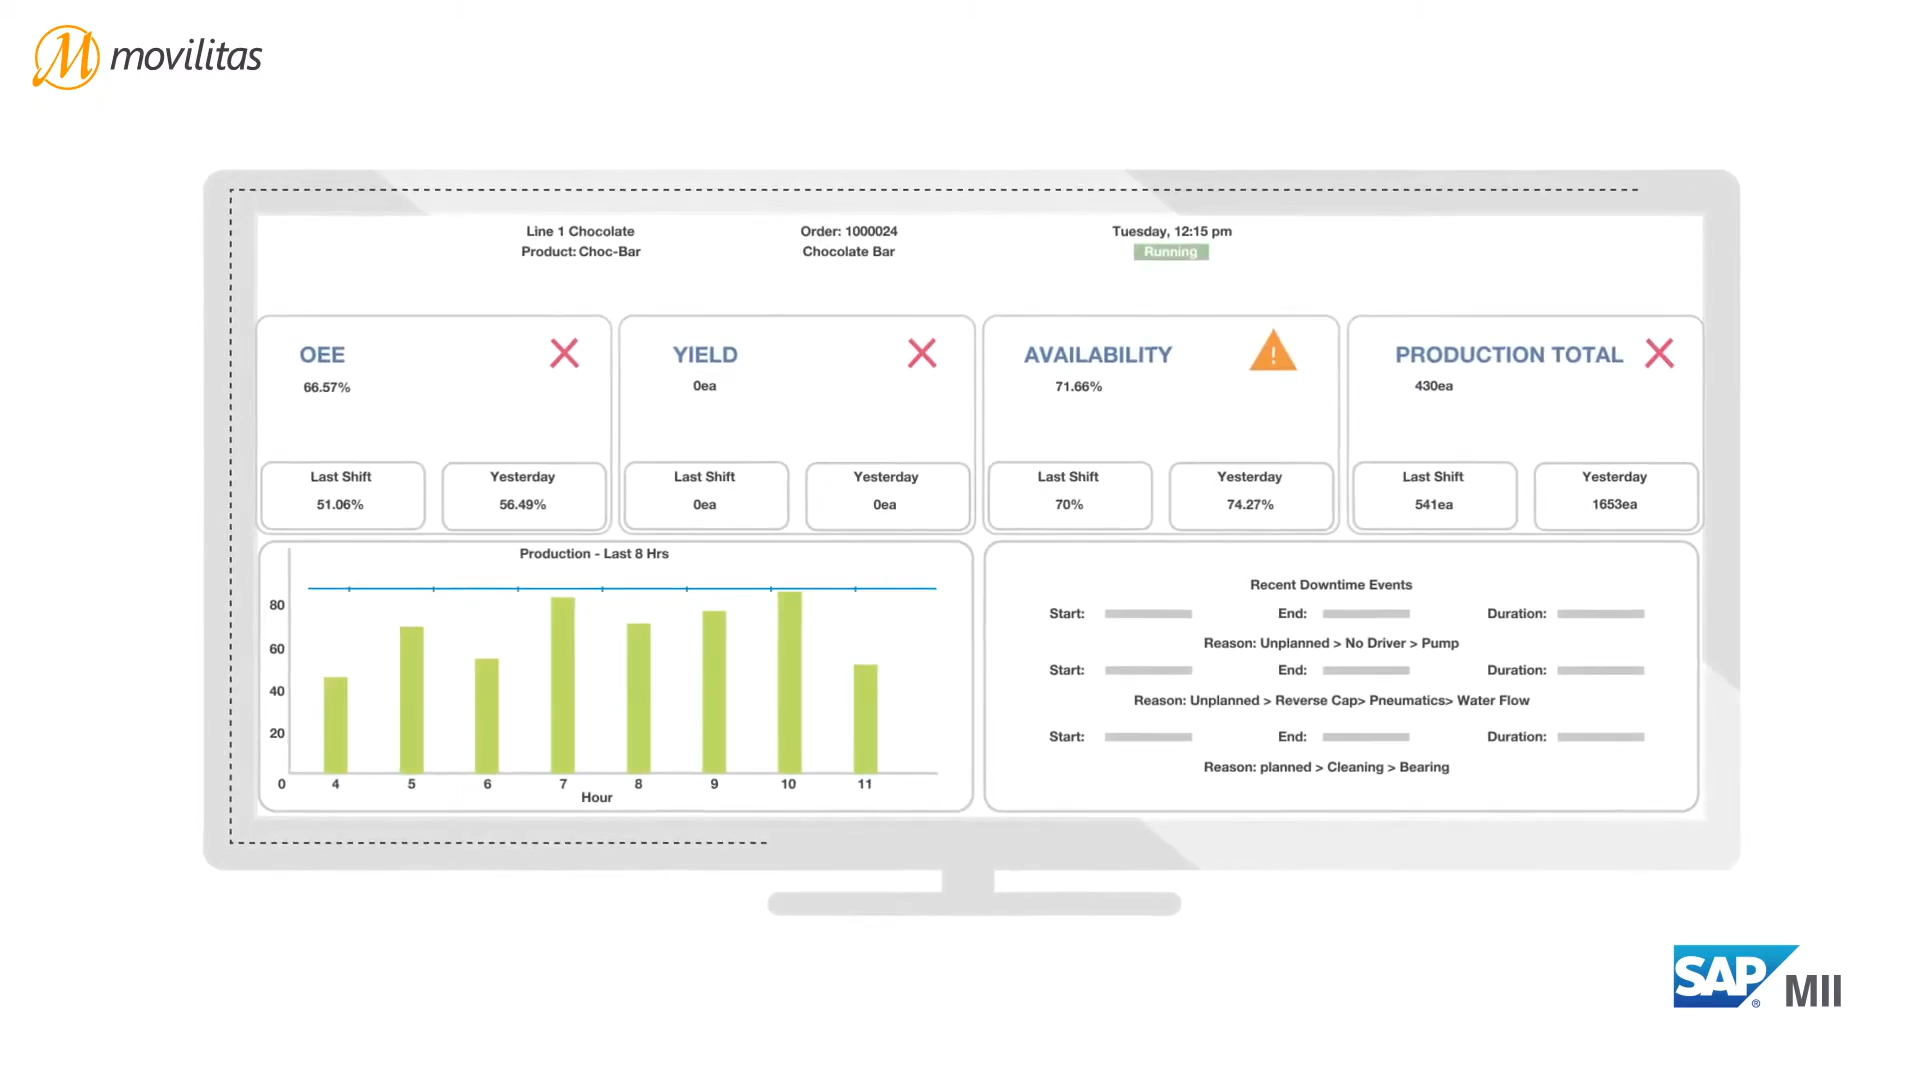 movilitas
Line 1 Chocolate
Product: Choc-Bar
Order: 1000024
Chocolate Bar
Tuesday, 12:15 pm
Running
OEE
66.57%
Last Shift
51.06%
Yesterday
56.49%
YIELD
0ea
Last Shift
0ea
Yesterday
0ea
AVAILABILITY
!
71.66%
Last Shift
70%
Yesterday
74.27%
PRODUCTION TOTAL
430ea
Last Shift
541ea
Yesterday
1653ea
Production - Last 8 Hrs
80
60
40
20
0 4 5 6 7 8 9 10 11
Hour
Recent Downtime Events
Start: End: Duration:
Reason: Unplanned > No Driver > Pump
Start: End: Duration:
Reason: Unplanned > Reverse Cap> Pneumatics> Water Flow
Start: End: Duration:
Reason: planned > Cleaning > Bearing
SAP® MII